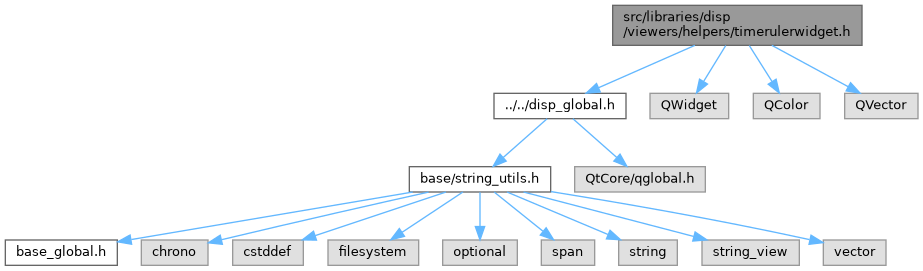 src/libraries/disp
/viewers/helpers/timerulerwidget.h
../../disp_global.h
QWidget
QColor
QVector
base/string_utils.h
QtCore/qglobal.h
base_global.h
chrono
cstddef
filesystem
optional
span
string
string_view
vector